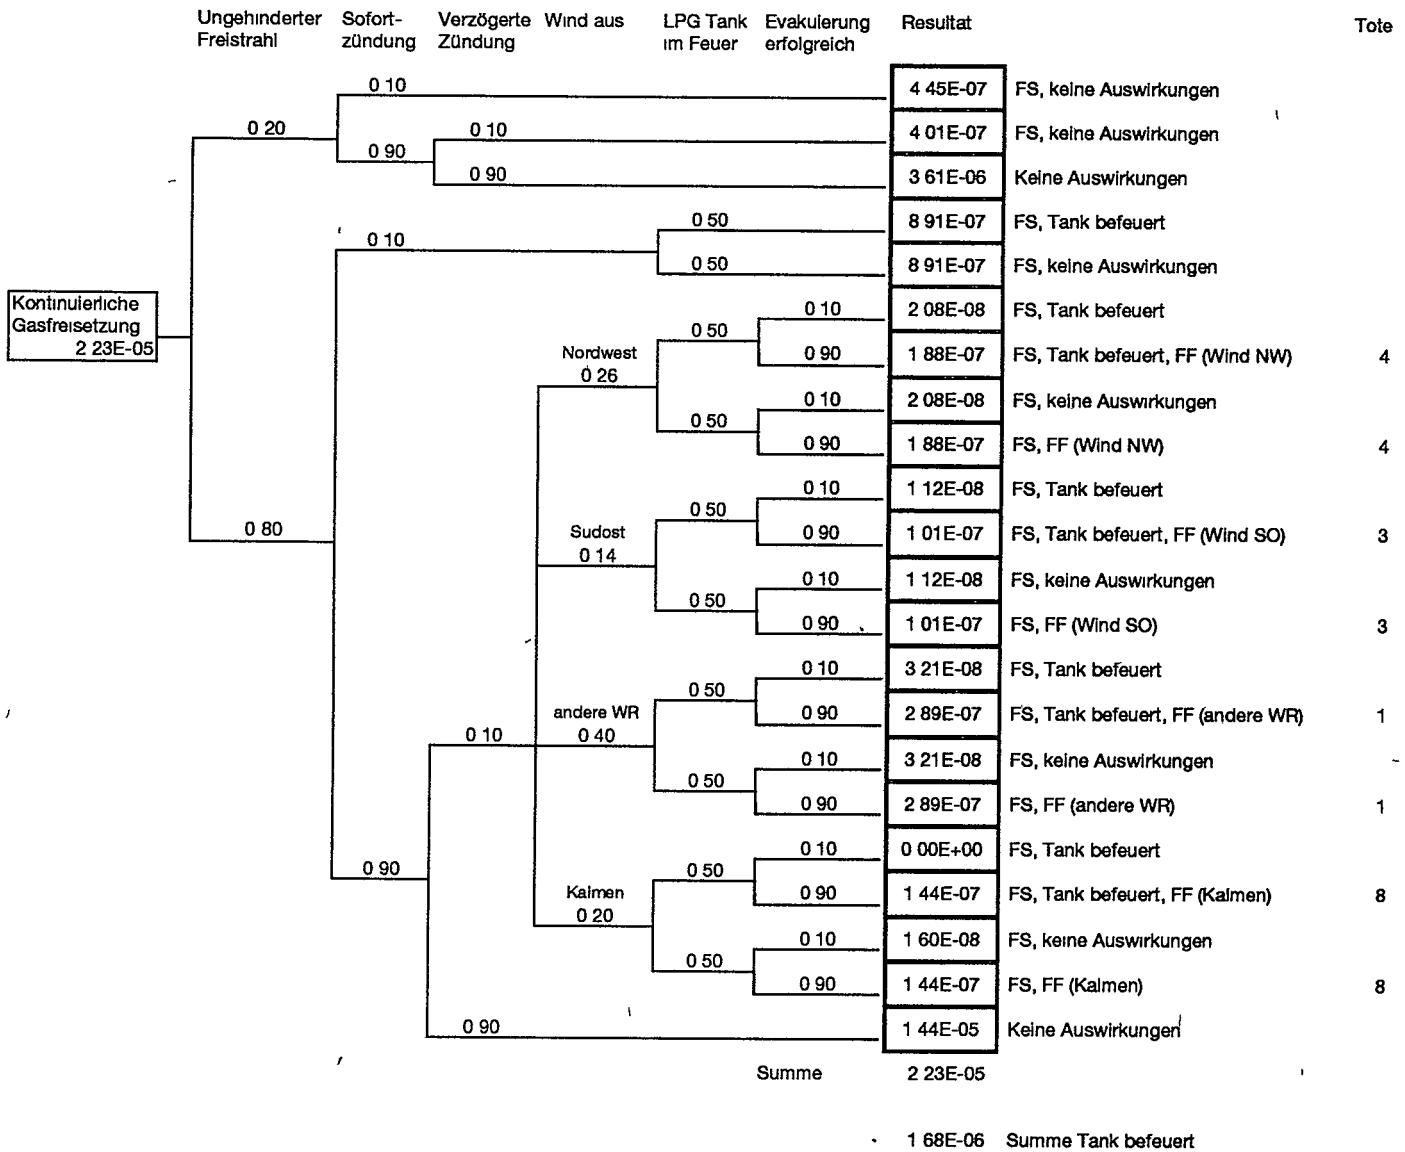 Ungehinderter Freistrahl
Sofort- zündung
Verzögerte Zündung
Wind aus
LPG Tank im Feuer
Evakuierung erfolgreich
Resultat
Tote
0 10
4 45E-07 FS, keine Auswirkungen
0 20
0 10
4 01E-07 FS, keine Auswirkungen
0 90
0 90
3 61E-06 Keine Auswirkungen
0 50
8 91E-07 FS, Tank befeuert
0 10
0 50
8 91E-07 FS, keine Auswirkungen
Kontinuierliche
Gasfreisetzung
2 23E-05
0 10
2 08E-08 FS, Tank befeuert
0 50
0 90
1 88E-07 FS, Tank befeuert, FF (Wind NW) 4
Nordwest
0 26
0 10
2 08E-08 FS, keine Auswirkungen
0 50
0 90
1 88E-07 FS, FF (Wind NW) 4
0 10
1 12E-08 FS, Tank befeuert
0 50
0 80
0 90
1 01E-07 FS, Tank befeuert, FF (Wind SO) 3
Sudost
0 14
0 10
1 12E-08 FS, keine Auswirkungen
0 50
0 90
1 01E-07 FS, FF (Wind SO) 3
0 10
3 21E-08 FS, Tank befeuert
0 50
0 90
2 89E-07 FS, Tank befeuert, FF (andere WR) 1
andere WR
0 10
0 40
0 10
3 21E-08 FS, keine Auswirkungen
0 50
0 90
2 89E-07 FS, FF (andere WR) 1
0 10
0 00E+00 FS, Tank befeuert
0 90
0 50
0 90
1 44E-07 FS, Tank befeuert, FF (Kalmen) 8
Kalmen
0 20
0 10
1 60E-08 FS, keine Auswirkungen
0 50
0 90
1 44E-07 FS, FF (Kalmen) 8
0 90
1 44E-05 Keine Auswirkungen
Summe 2 23E-05
1 68E-06 Summe Tank befeuert